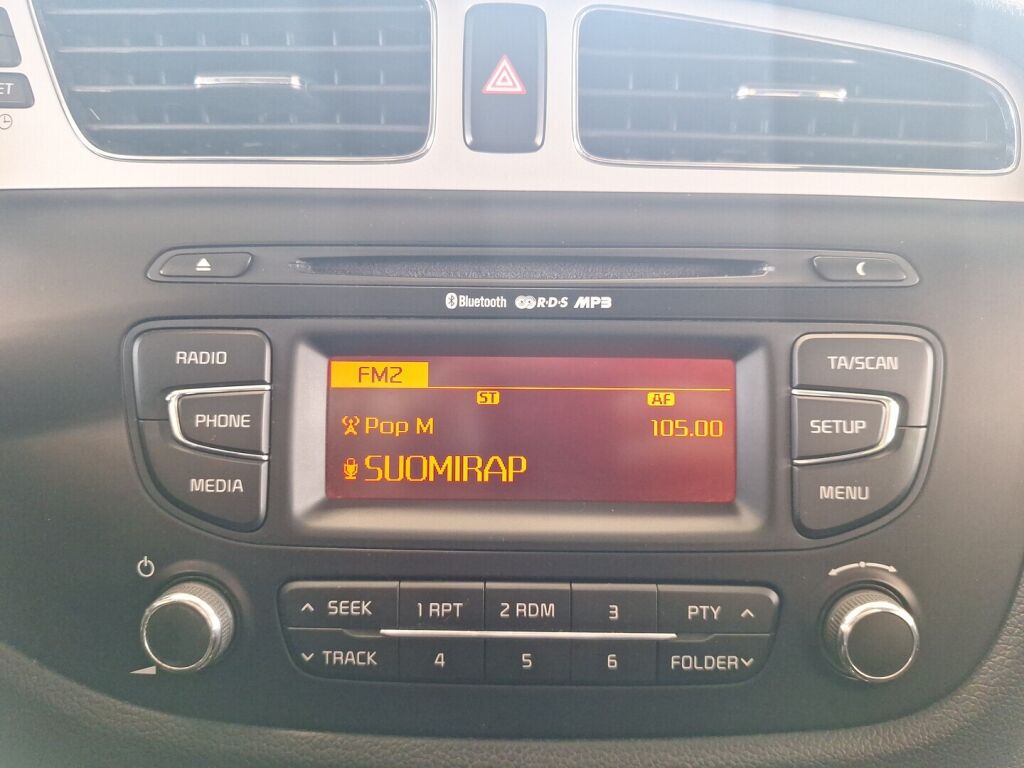 ET
Bluetooth R·D·S MP3
RADIO
PHONE
MEDIA
FM2
ST AF
Pop M 105.00
SUOMIRAP
TA/SCAN
SETUP
MENU
SEEK 1 RPT 2 RDM 3 PTY
TRACK 4 5 6 FOLDER